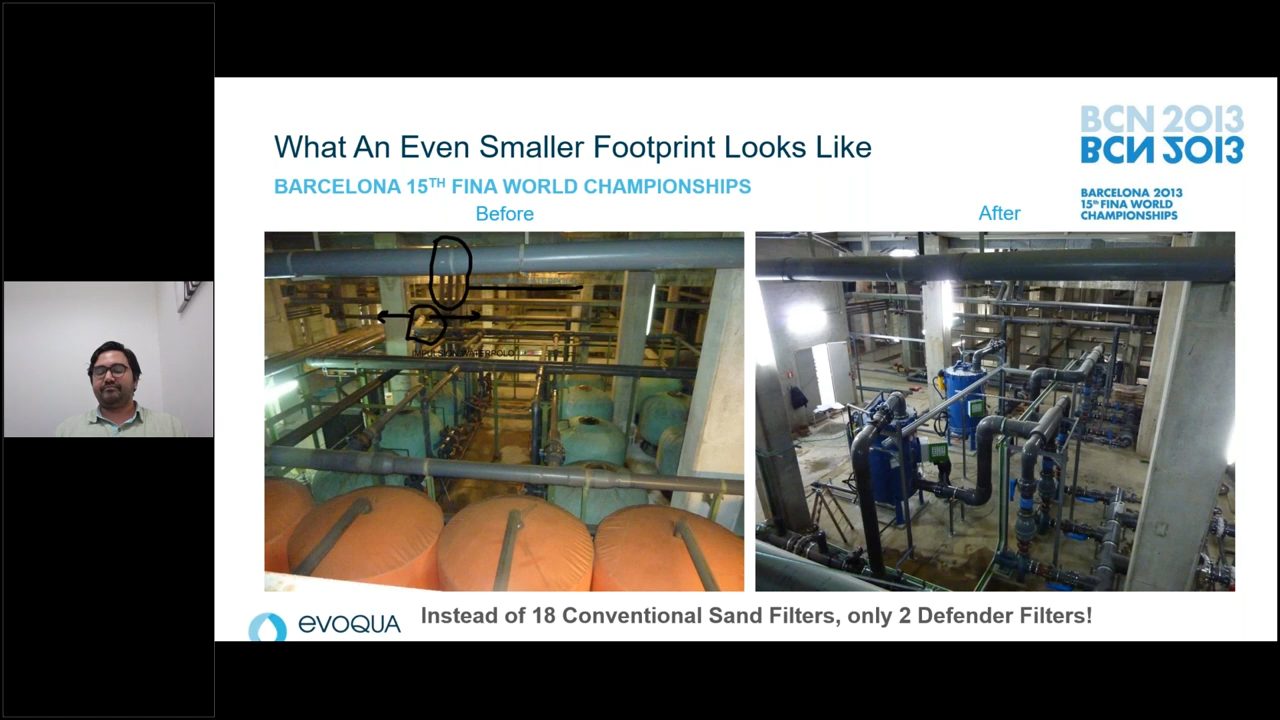 What An Even Smaller Footprint Looks Like
BARCELONA 15TH FINA WORLD CHAMPIONSHIPS
Before
After
BCN 2013
BCN 2013
BARCELONA 2013
15th FINA WORLD
CHAMPIONSHIPS
WATERPOLO
Instead of 18 Conventional Sand Filters, only 2 Defender Filters!
evoqua